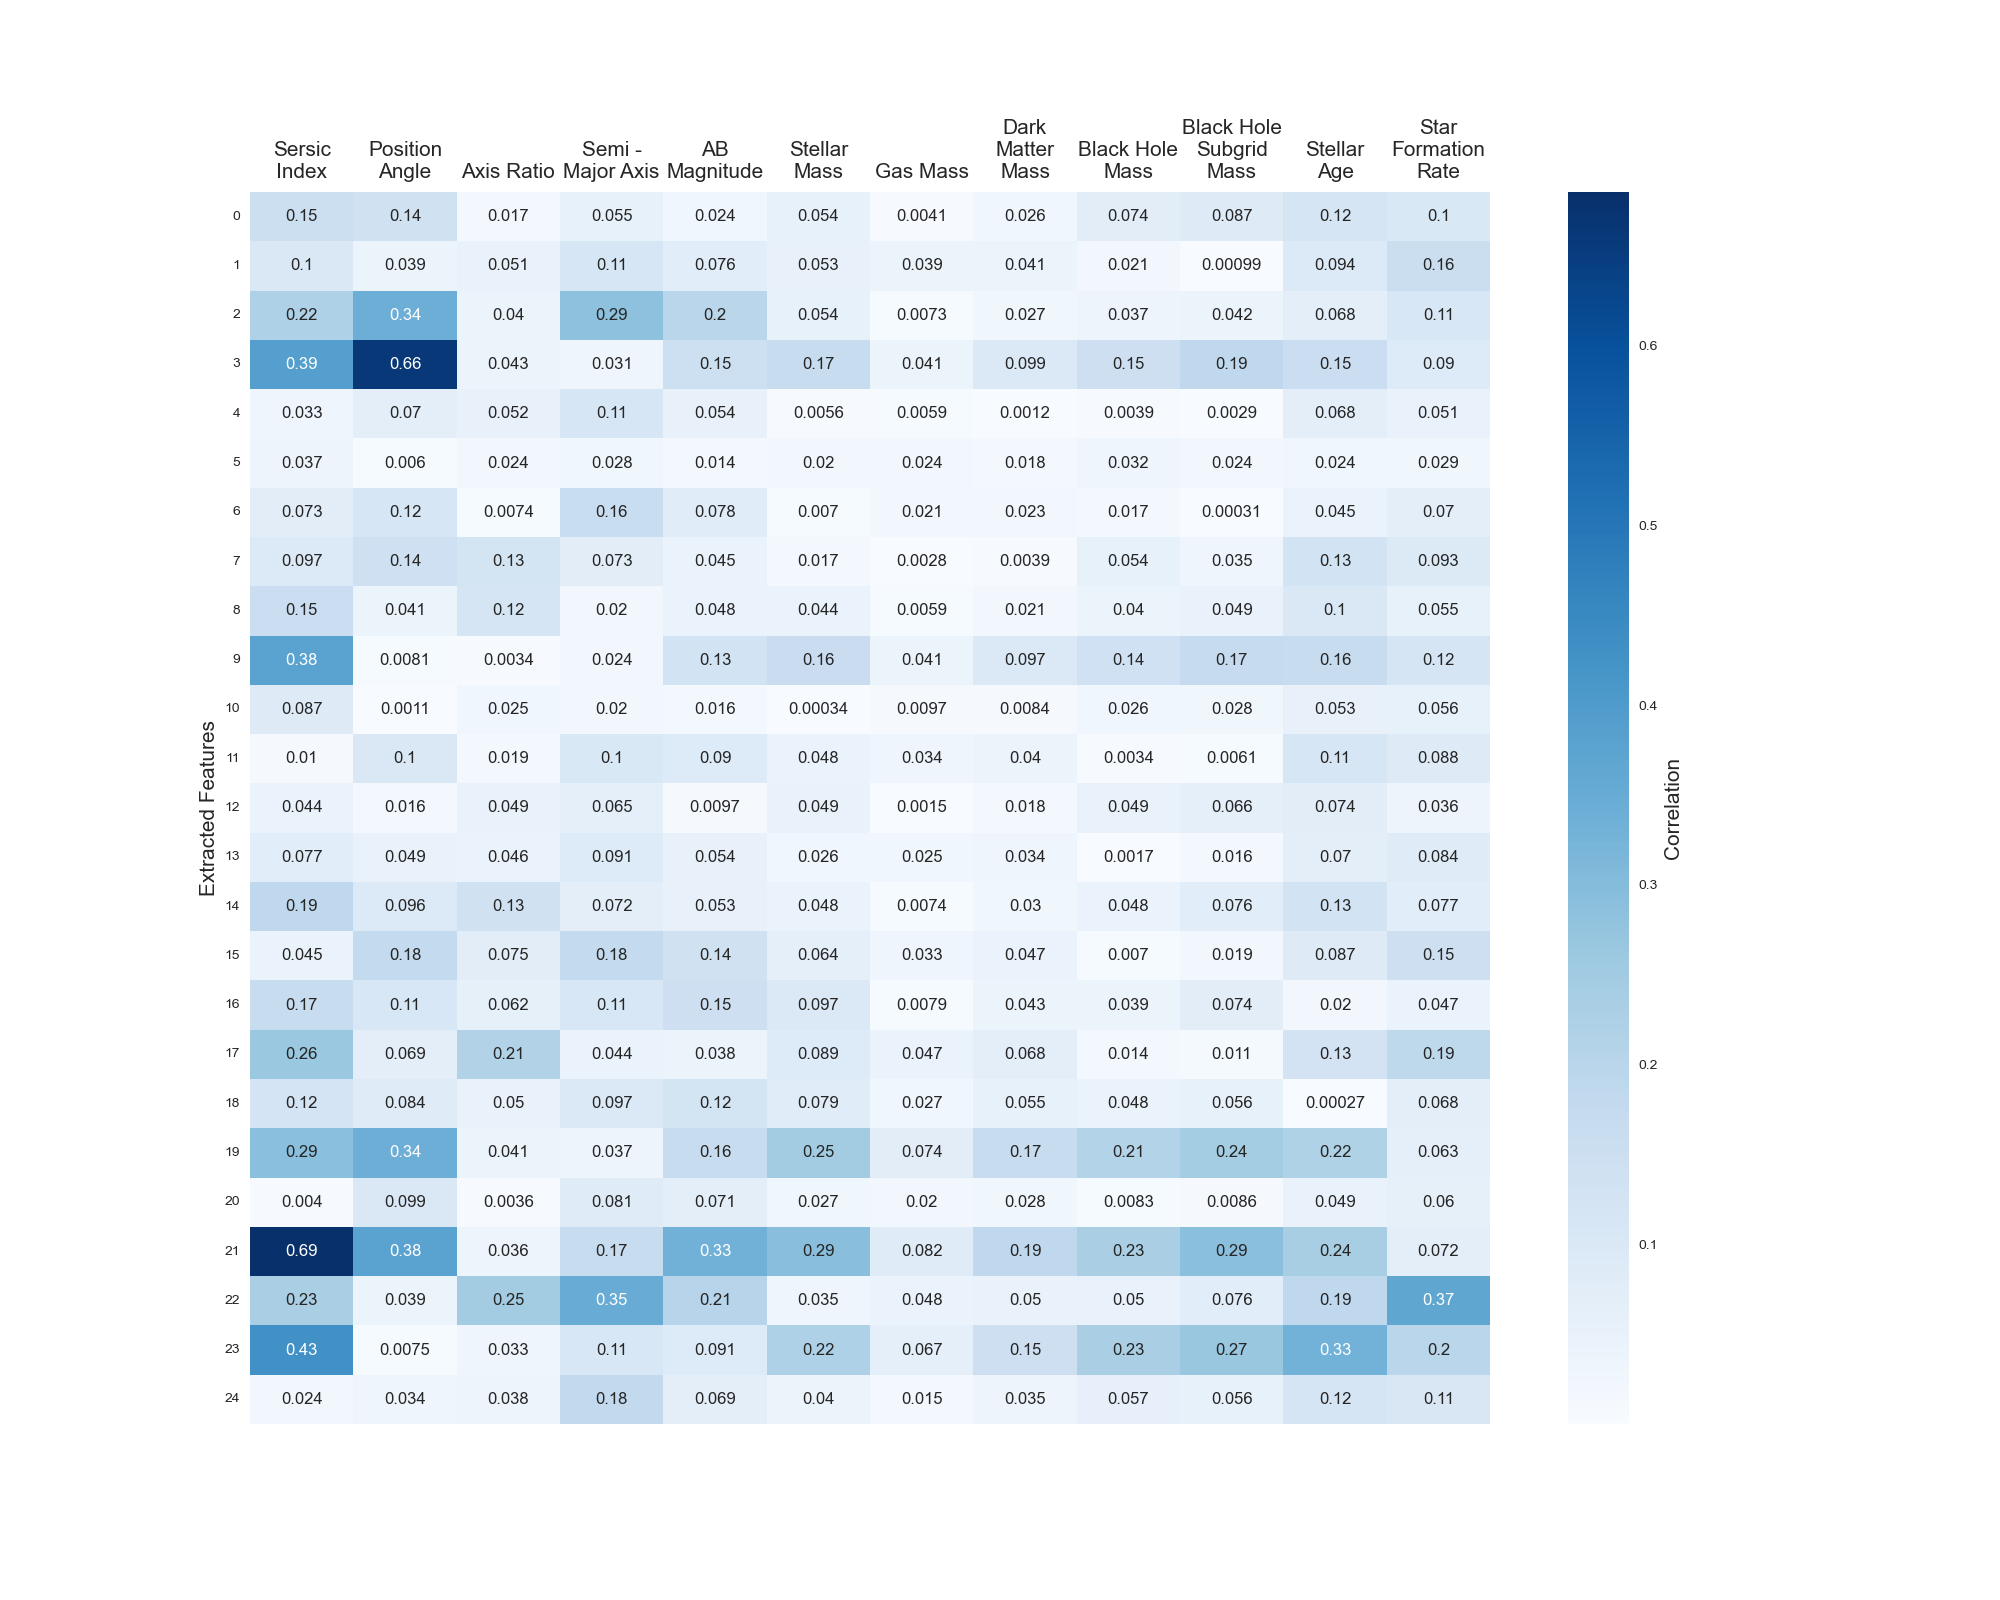 Sersic Index
Position Angle
Axis Ratio
Semi - Major Axis
AB Magnitude
Stellar Mass
Gas Mass
Dark Matter Mass
Black Hole Mass
Black Hole Subgrid Mass
Stellar Age
Star Formation Rate
Extracted Features
0 0.15 0.14 0.017 0.055 0.024 0.054 0.0041 0.026 0.074 0.087 0.12 0.1
1 0.1 0.039 0.051 0.11 0.076 0.053 0.039 0.041 0.021 0.00099 0.094 0.16
2 0.22 0.34 0.04 0.29 0.2 0.054 0.0073 0.027 0.037 0.042 0.068 0.11
3 0.39 0.66 0.043 0.031 0.15 0.17 0.041 0.099 0.15 0.19 0.15 0.09
4 0.033 0.07 0.052 0.11 0.054 0.0056 0.0059 0.0012 0.0039 0.0029 0.068 0.051
5 0.037 0.006 0.024 0.028 0.014 0.02 0.024 0.018 0.032 0.024 0.024 0.029
6 0.073 0.12 0.0074 0.16 0.078 0.007 0.021 0.023 0.017 0.00031 0.045 0.07
7 0.097 0.14 0.13 0.073 0.045 0.017 0.0028 0.0039 0.054 0.035 0.13 0.093
8 0.15 0.041 0.12 0.02 0.048 0.044 0.0059 0.021 0.04 0.049 0.1 0.055
9 0.38 0.0081 0.0034 0.024 0.13 0.16 0.041 0.097 0.14 0.17 0.16 0.12
10 0.087 0.0011 0.025 0.02 0.016 0.00034 0.0097 0.0084 0.026 0.028 0.053 0.056
11 0.01 0.1 0.019 0.1 0.09 0.048 0.034 0.04 0.0034 0.0061 0.11 0.088
12 0.044 0.016 0.049 0.065 0.0097 0.049 0.0015 0.018 0.049 0.066 0.074 0.036
13 0.077 0.049 0.046 0.091 0.054 0.026 0.025 0.034 0.0017 0.016 0.07 0.084
14 0.19 0.096 0.13 0.072 0.053 0.048 0.0074 0.03 0.048 0.076 0.13 0.077
15 0.045 0.18 0.075 0.18 0.14 0.064 0.033 0.047 0.007 0.019 0.087 0.15
16 0.17 0.11 0.062 0.11 0.15 0.097 0.0079 0.043 0.039 0.074 0.02 0.047
17 0.26 0.069 0.21 0.044 0.038 0.089 0.047 0.068 0.014 0.011 0.13 0.19
18 0.12 0.084 0.05 0.097 0.12 0.079 0.027 0.055 0.048 0.056 0.00027 0.068
19 0.29 0.34 0.041 0.037 0.16 0.25 0.074 0.17 0.21 0.24 0.22 0.063
20 0.004 0.099 0.0036 0.081 0.071 0.027 0.02 0.028 0.0083 0.0086 0.049 0.06
21 0.69 0.38 0.036 0.17 0.33 0.29 0.082 0.19 0.23 0.29 0.24 0.072
22 0.23 0.039 0.25 0.35 0.21 0.035 0.048 0.05 0.05 0.076 0.19 0.37
23 0.43 0.0075 0.033 0.11 0.091 0.22 0.067 0.15 0.23 0.27 0.33 0.2
24 0.024 0.034 0.038 0.18 0.069 0.04 0.015 0.035 0.057 0.056 0.12 0.11
0.6
0.5
0.4
0.3
0.2
0.1
Correlation